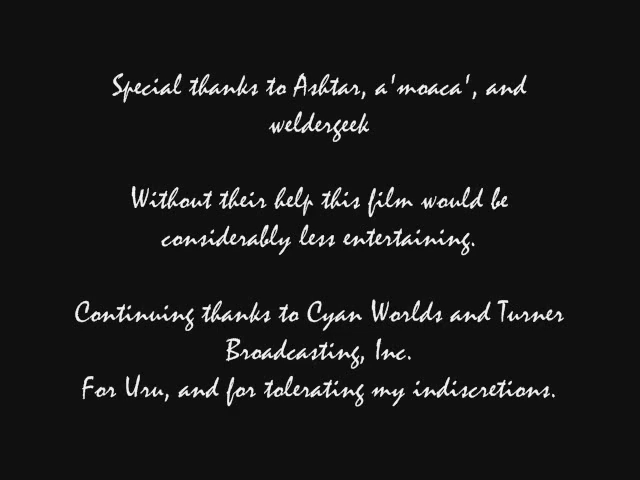 Special thanks to Ashtar, a'moaca', and
weldergeek
Without their help this film would be
considerably less entertaining.
Continuing thanks to Cyan Worlds and Turner
Broadcasting, Inc.
For Uru, and for tolerating my indiscretions.